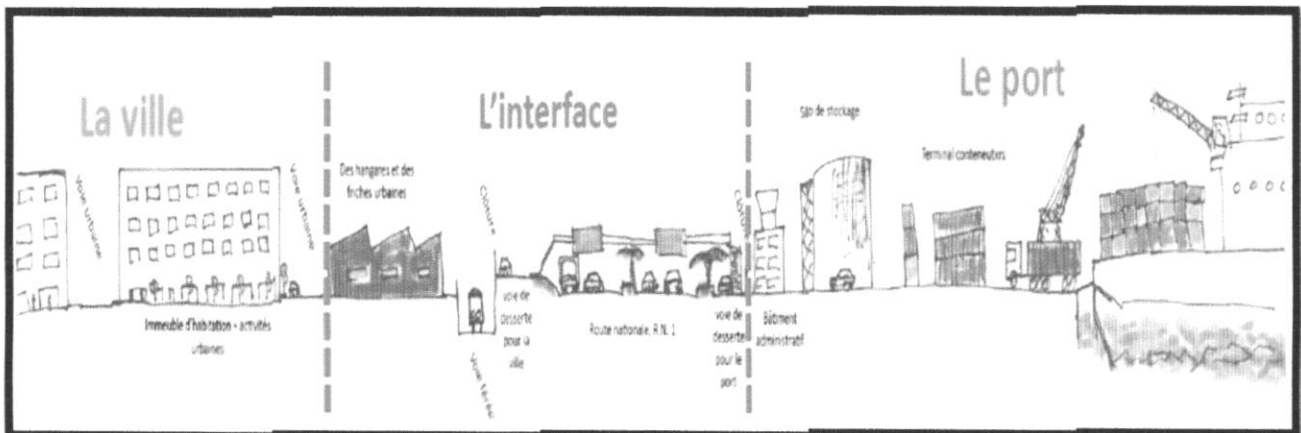 La ville
L'interface
Le port
Silo de stockage
Terminal conteneurs
Des hangares et des
friches urbaines
Voie urbaine
Voie urbaine
Clôture
Clôture
Immeuble d'habitation + activités
urbaines
voie de
desserte
pour la
ville
Route nationale, R.N. 1
voie de
desserte
pour le
port
Bâtiment
administratif
Voie ferée